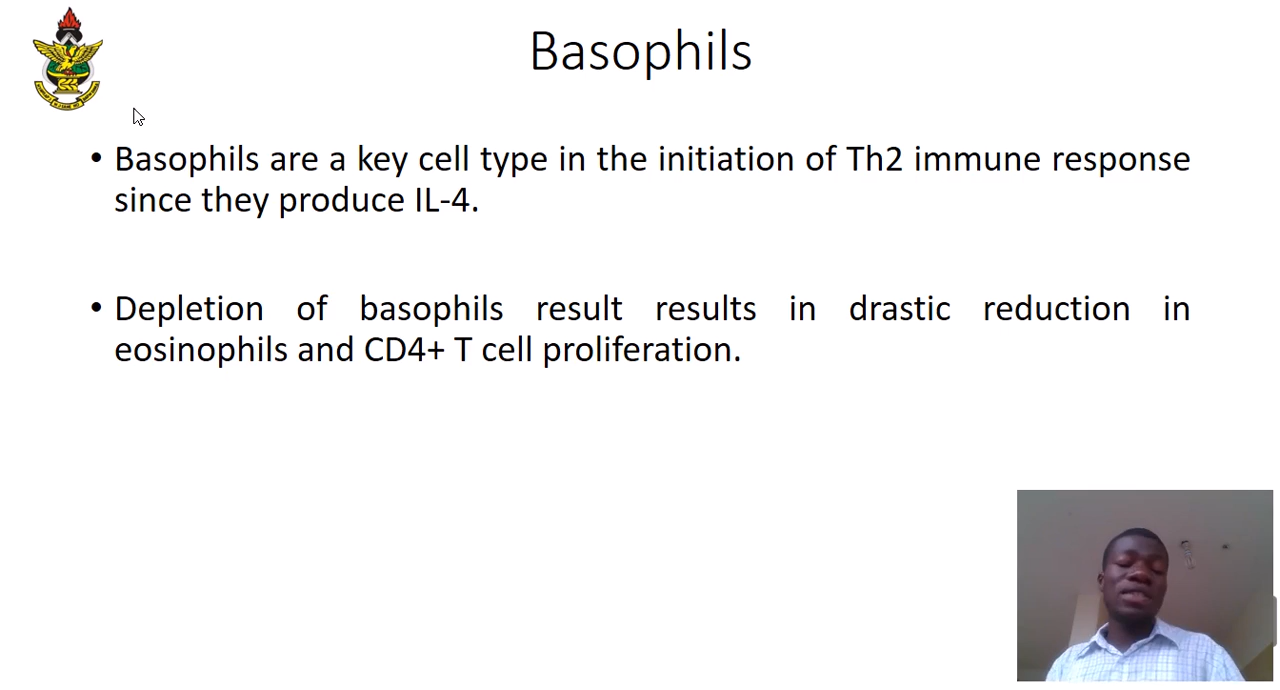 Basophils
• Basophils are a key cell type in the initiation of Th2 immune response
since they produce IL-4.
• Depletion of basophils result results in drastic reduction in
eosinophils and CD4+ T cell proliferation.